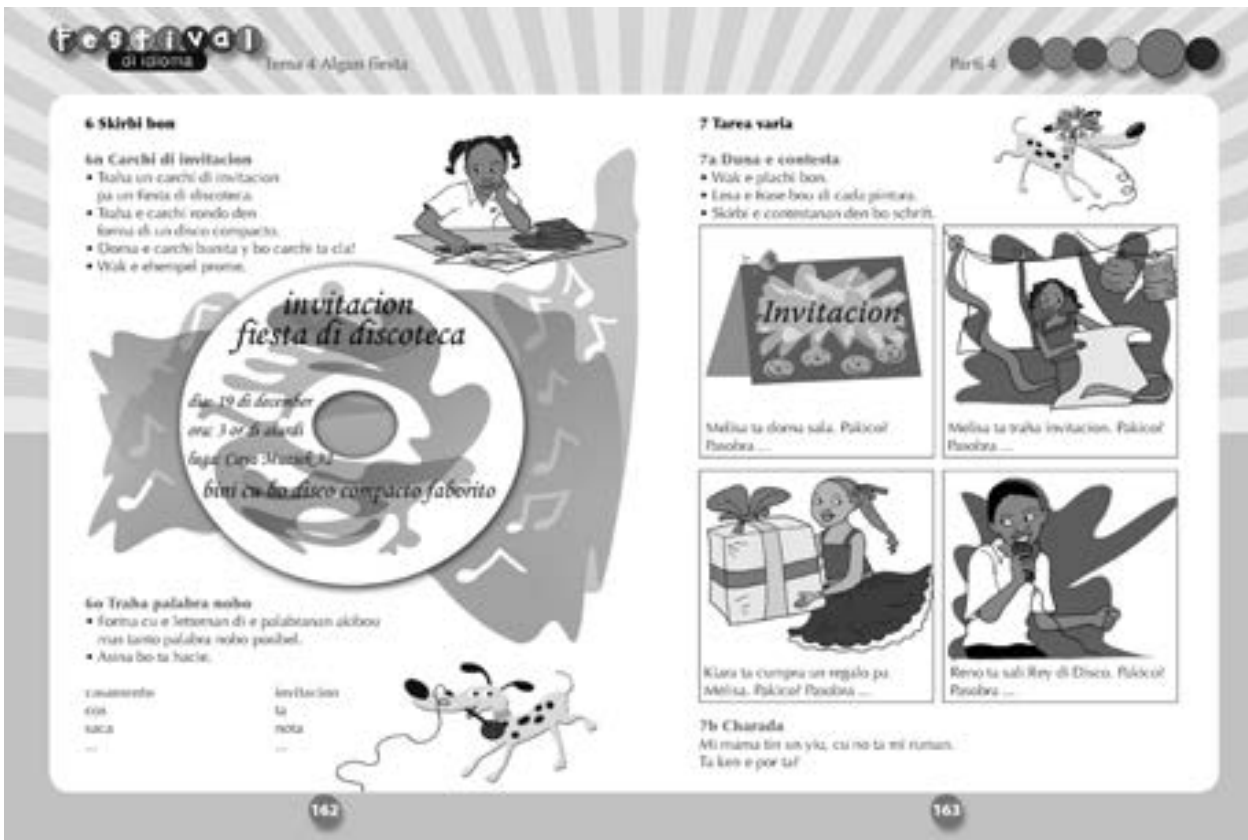 Festival
di idioma
Tema 4 Algun fiesta
Parti 4
6 Skirbi bon
6n Carchi di invitacion
• Traha un carchi di invitacion
pa un fiesta di discoteca.
• Traha e carchi rondo den
forma di un disco compacto.
• Dorna e carchi bunita y bo carchi ta cla!
• Wak e ehempel prome.
invitacion
fiesta di discoteca
dia: 19 di december
ora: 3 or di atardi
luga: Caya
bini cu bo disco compacto faborito
6o Traha palabra nobo
• Forma cu e letternan di e palabranan akibou
mas tanto palabra nobo posibel.
• Asina bo ta hacie.
casamento
cos
saca
...
invitacion
ta
nota
...
162
7 Tarea varia
7a Duna e contesta
• Wak e plachi bon.
• Lesa e frase bou di cada pintura.
• Skirbi e contestanan den bo schrift.
Invitacion
Melisa ta dorna sala. Pakico?
Pasobra ...
Melisa ta traha invitacion. Pakico?
Pasobra ...
Kiara ta cumpra un regalo pa
Melisa. Pakico? Pasobra ...
Reno ta sali Rey di Disco. Pakico?
Pasobra ...
7b Charada
Mi mama tin un yiu, cu no ta mi ruman.
Ta ken e por ta?
163